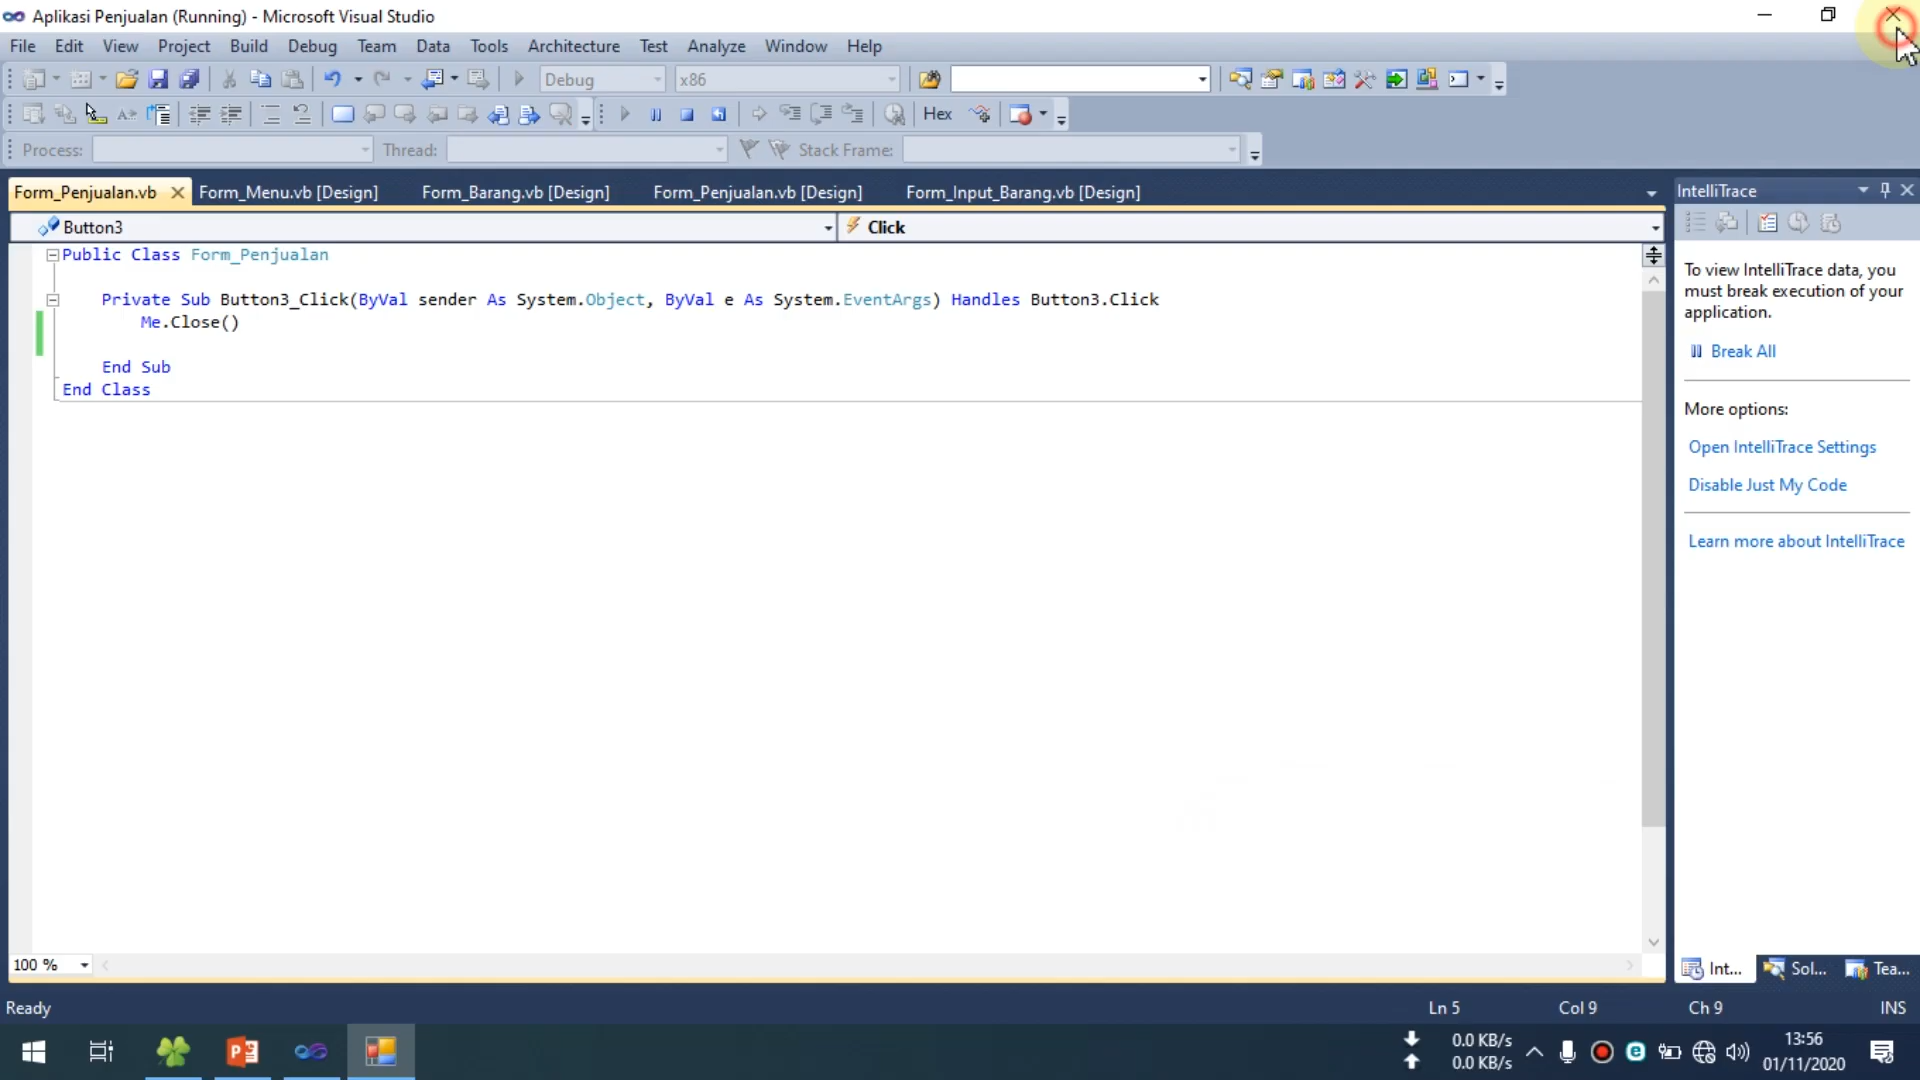 Aplikasi Penjualan (Running) - Microsoft Visual Studio
File Edit View Project Build Debug Team Data Tools Architecture Test Analyze Window Help
Debug x86
Hex
Process: Thread: Stack Frame:
Form_Penjualan.vb Form_Menu.vb [Design] Form_Barang.vb [Design] Form_Penjualan.vb [Design] Form_Input_Barang.vb [Design]
Button3 Click
Public Class Form_Penjualan
Private Sub Button3_Click(ByVal sender As System.Object, ByVal e As System.EventArgs) Handles Button3.Click
Me.Close()
End Sub
End Class
100 %
IntelliTrace
To view IntelliTrace data, you
must break execution of your
application.
Break All
More options:
Open IntelliTrace Settings
Disable Just My Code
Learn more about IntelliTrace
Int... Sol... Tea...
Ready Ln 5 Col 9 Ch 9 INS
0.0 KB/s
0.0 KB/s
13:56
01/11/2020